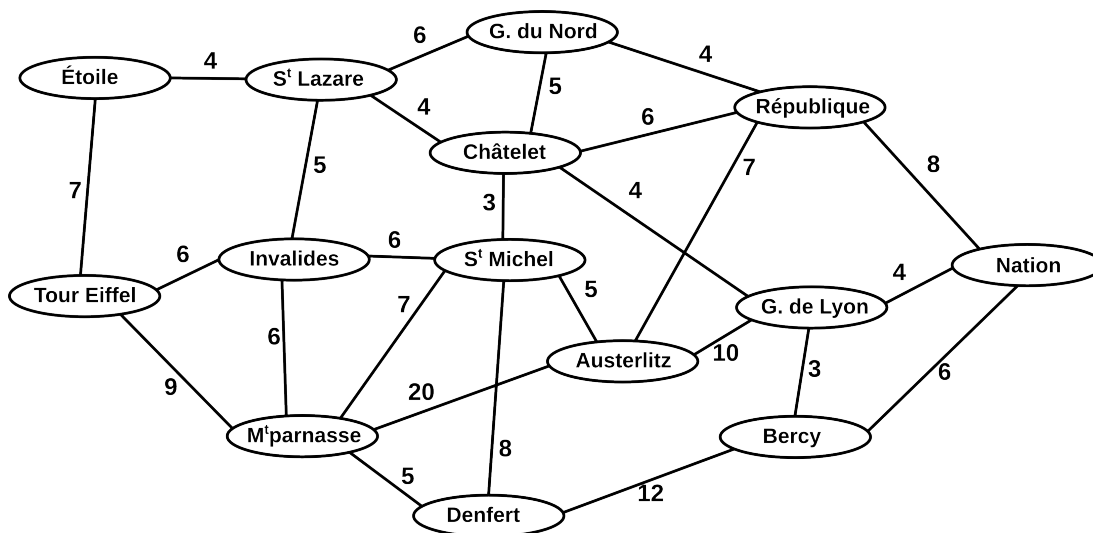 G. du Nord
6
4
Étoile
4
Sᵗ Lazare
5
République
4
6
Châtelet
7
8
5
3
4
7
6
Invalides
6
Sᵗ Michel
Tour Eiffel
5
4
Nation
G. de Lyon
7
6
Austerlitz
10
3
6
9
20
Mᵗparnasse
Bercy
8
5
12
Denfert